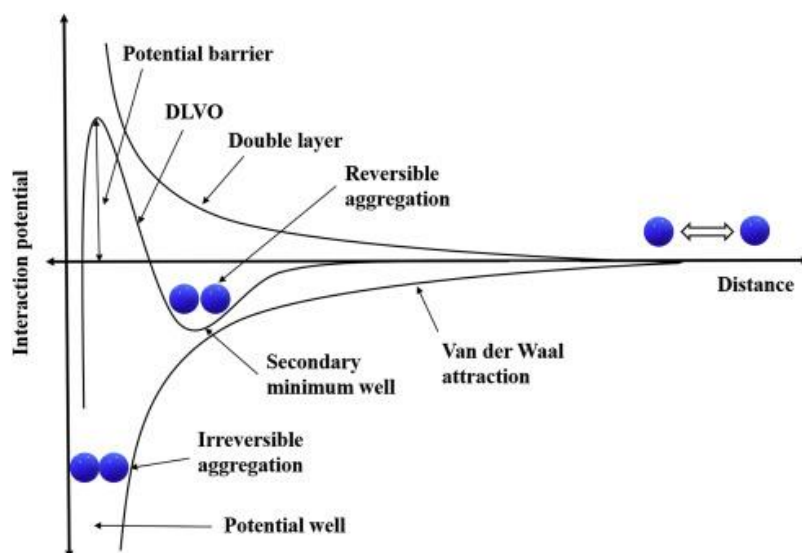 Potential barrier
DLVO
Double layer
Reversible
aggregation
Interaction potential
Distance
Van der Waal
attraction
Secondary
minimum well
Irreversible
aggregation
Potential well